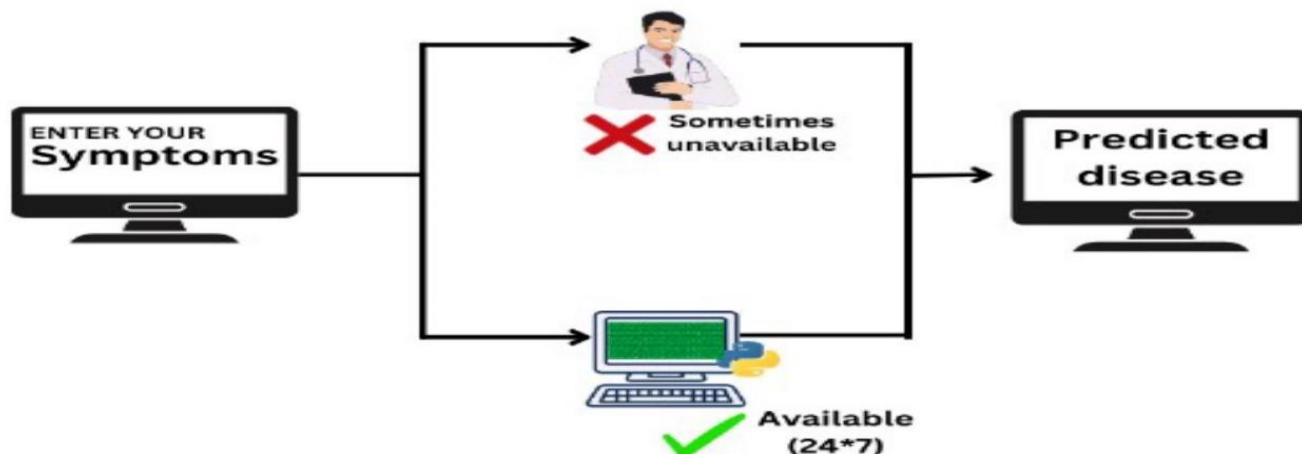 ENTER YOUR
Symptoms
Sometimes
unavailable
Predicted
disease
Available
(24*7)